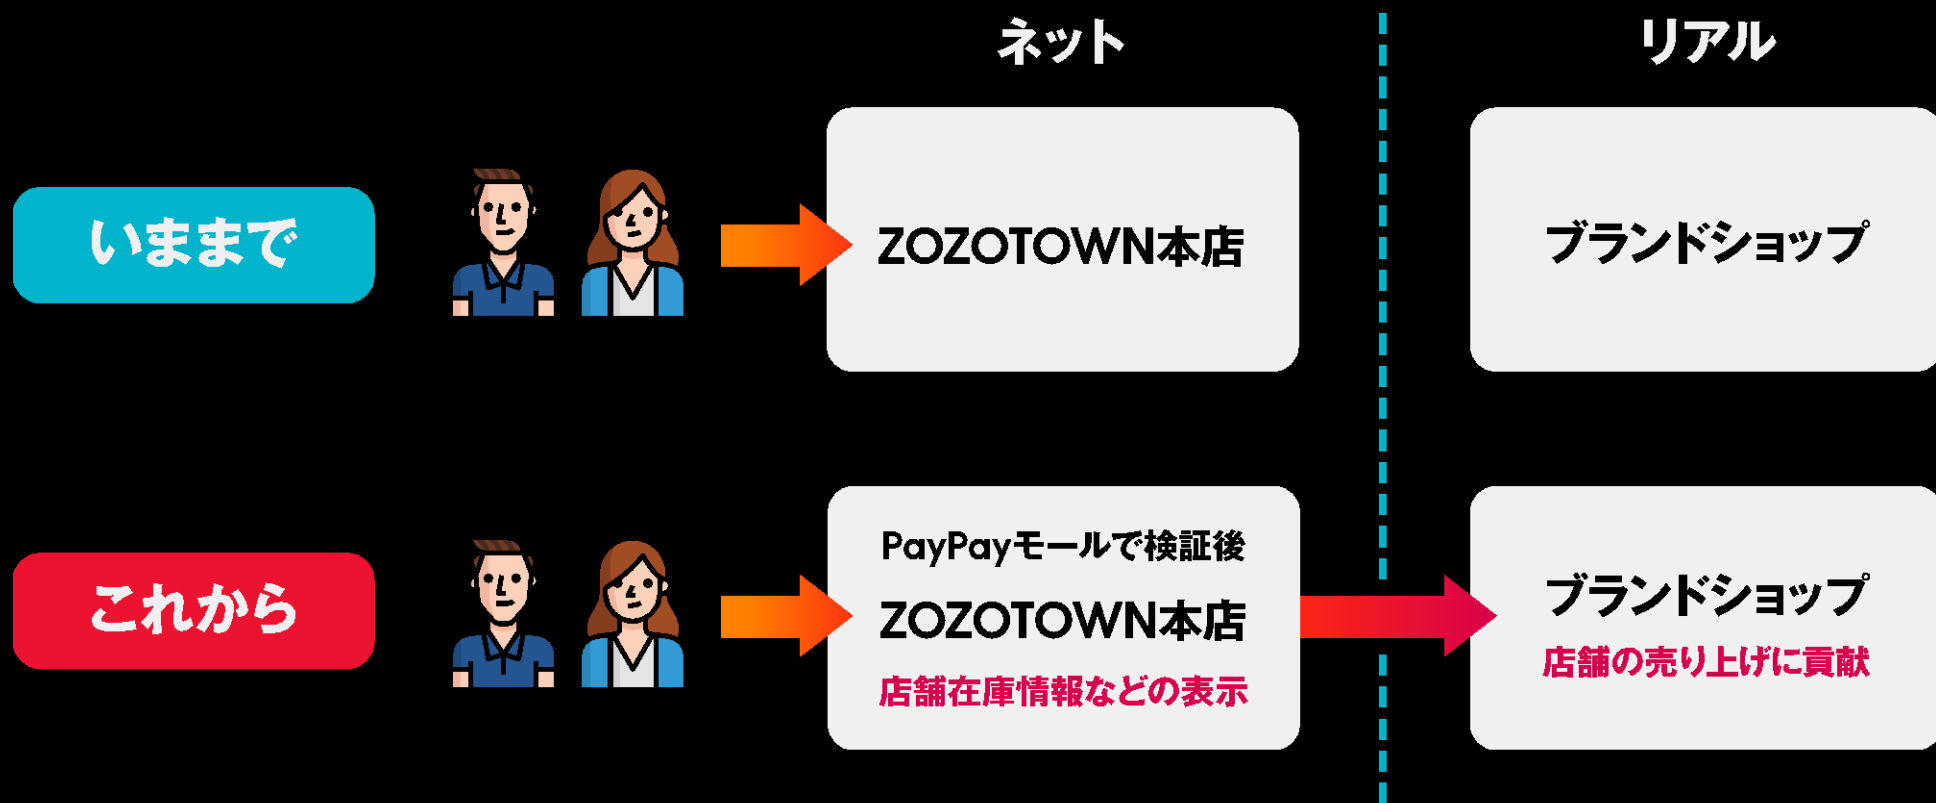 ネット
リアル
いままで
ZOZOTOWN本店
ブランドショップ
これから
PayPayモールで検証後
ZOZOTOWN本店
店舗在庫情報などの表示
ブランドショップ
店舗の売り上げに貢献